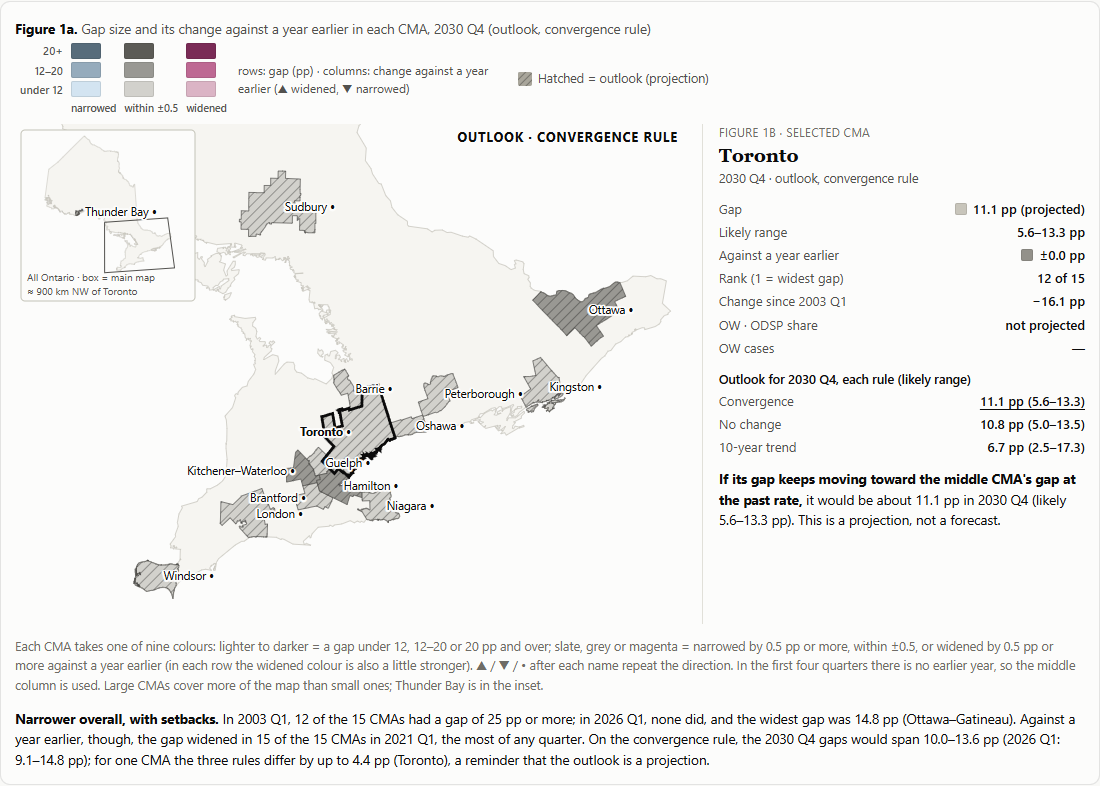 Figure 1a. Gap size and its change against a year earlier in each CMA, 2030 Q4 (outlook, convergence rule)
20+
12–20
under 12
narrowed within ±0.5 widened
rows: gap (pp) · columns: change against a year
earlier (▲ widened, ▼ narrowed)
Hatched = outlook (projection)
OUTLOOK · CONVERGENCE RULE
Thunder Bay •
All Ontario · box = main map
≈ 900 km NW of Toronto
Sudbury •
Ottawa •
Barrie •
Peterborough •
Kingston •
Toronto •
Oshawa •
Guelph •
Kitchener–Waterloo •
Hamilton •
Brantford •
Niagara •
London •
Windsor •
FIGURE 1B · SELECTED CMA
Toronto
2030 Q4 · outlook, convergence rule
Gap 11.1 pp (projected)
Likely range 5.6–13.3 pp
Against a year earlier ±0.0 pp
Rank (1 = widest gap) 12 of 15
Change since 2003 Q1 −16.1 pp
OW · ODSP share not projected
OW cases —
Outlook for 2030 Q4, each rule (likely range)
Convergence 11.1 pp (5.6–13.3)
No change 10.8 pp (5.0–13.5)
10-year trend 6.7 pp (2.5–17.3)
If its gap keeps moving toward the middle CMA's gap at
the past rate, it would be about 11.1 pp in 2030 Q4 (likely
5.6–13.3 pp). This is a projection, not a forecast.
Each CMA takes one of nine colours: lighter to darker = a gap under 12, 12–20 or 20 pp and over; slate, grey or magenta = narrowed by 0.5 pp or more, within ±0.5, or widened by 0.5 pp or
more against a year earlier (in each row the widened colour is also a little stronger). ▲ / ▼ / • after each name repeat the direction. In the first four quarters there is no earlier year, so the middle
column is used. Large CMAs cover more of the map than small ones; Thunder Bay is in the inset.
Narrower overall, with setbacks. In 2003 Q1, 12 of the 15 CMAs had a gap of 25 pp or more; in 2026 Q1, none did, and the widest gap was 14.8 pp (Ottawa–Gatineau). Against a
year earlier, though, the gap widened in 15 of the 15 CMAs in 2021 Q1, the most of any quarter. On the convergence rule, the 2030 Q4 gaps would span 10.0–13.6 pp (2026 Q1:
9.1–14.8 pp); for one CMA the three rules differ by up to 4.4 pp (Toronto), a reminder that the outlook is a projection.